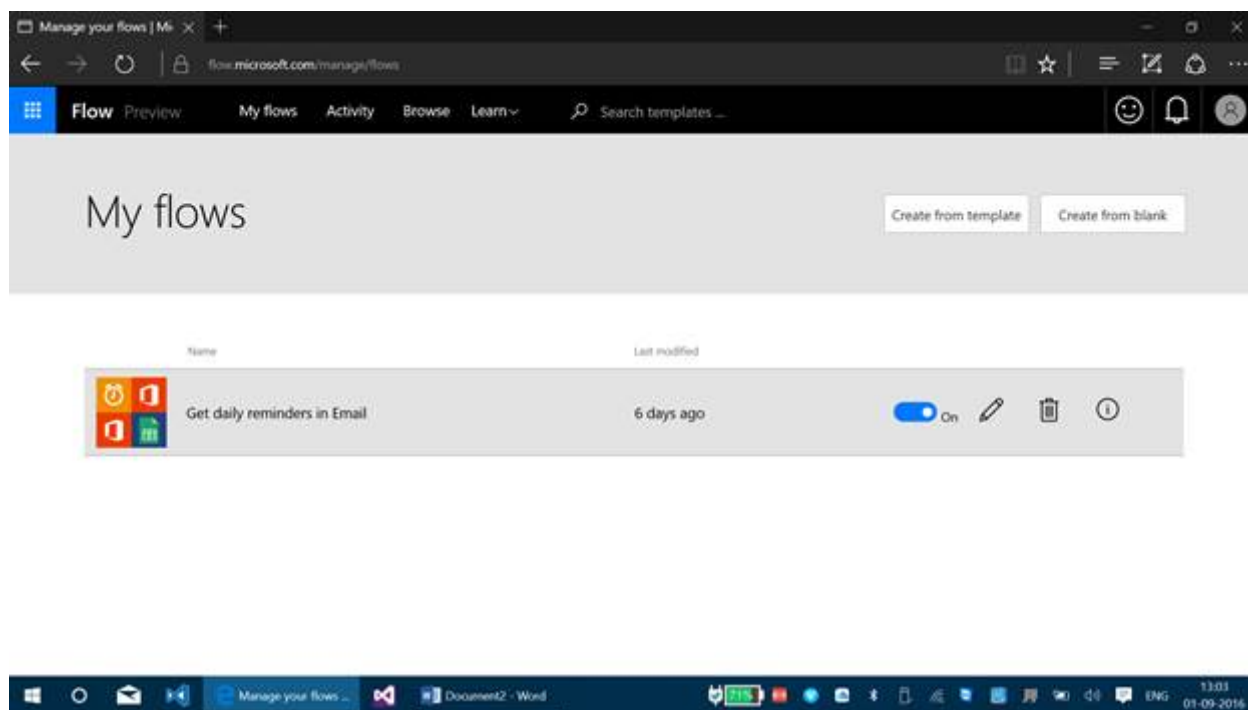 Manage your flows | Mi
flow.microsoft.com/manage/flows
Flow Preview My flows Activity Browse Learn Search templates ...
My flows
Create from template Create from blank
Name Last modified
Get daily reminders in Email 6 days ago On
Manage your flows ... Document2 - Word 71% ENG 13:03
01-09-2016